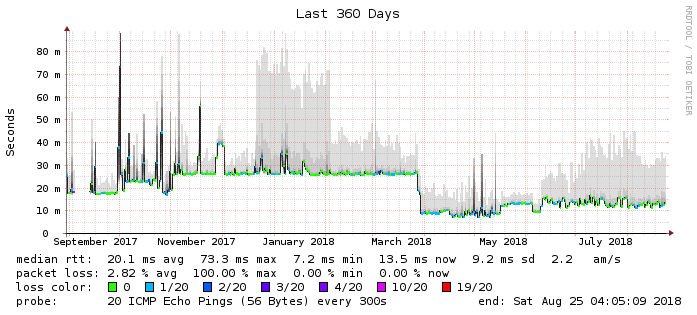 Last 360 Days
RRDTOOL / TOBI OETIKER
Seconds
80 m
70 m
60 m
50 m
40 m
30 m
20 m
10 m
0
September 2017 November 2017 January 2018 March 2018 May 2018 July 2018
median rtt: 20.1 ms avg 73.3 ms max 7.2 ms min 13.5 ms now 9.2 ms sd 2.2 am/s
packet loss: 2.82 % avg 100.00 % max 0.00 % min 0.00 % now
loss color: 0 1/20 2/20 3/20 4/20 10/20 19/20
probe: 20 ICMP Echo Pings (56 Bytes) every 300s end: Sat Aug 25 04:05:09 2018